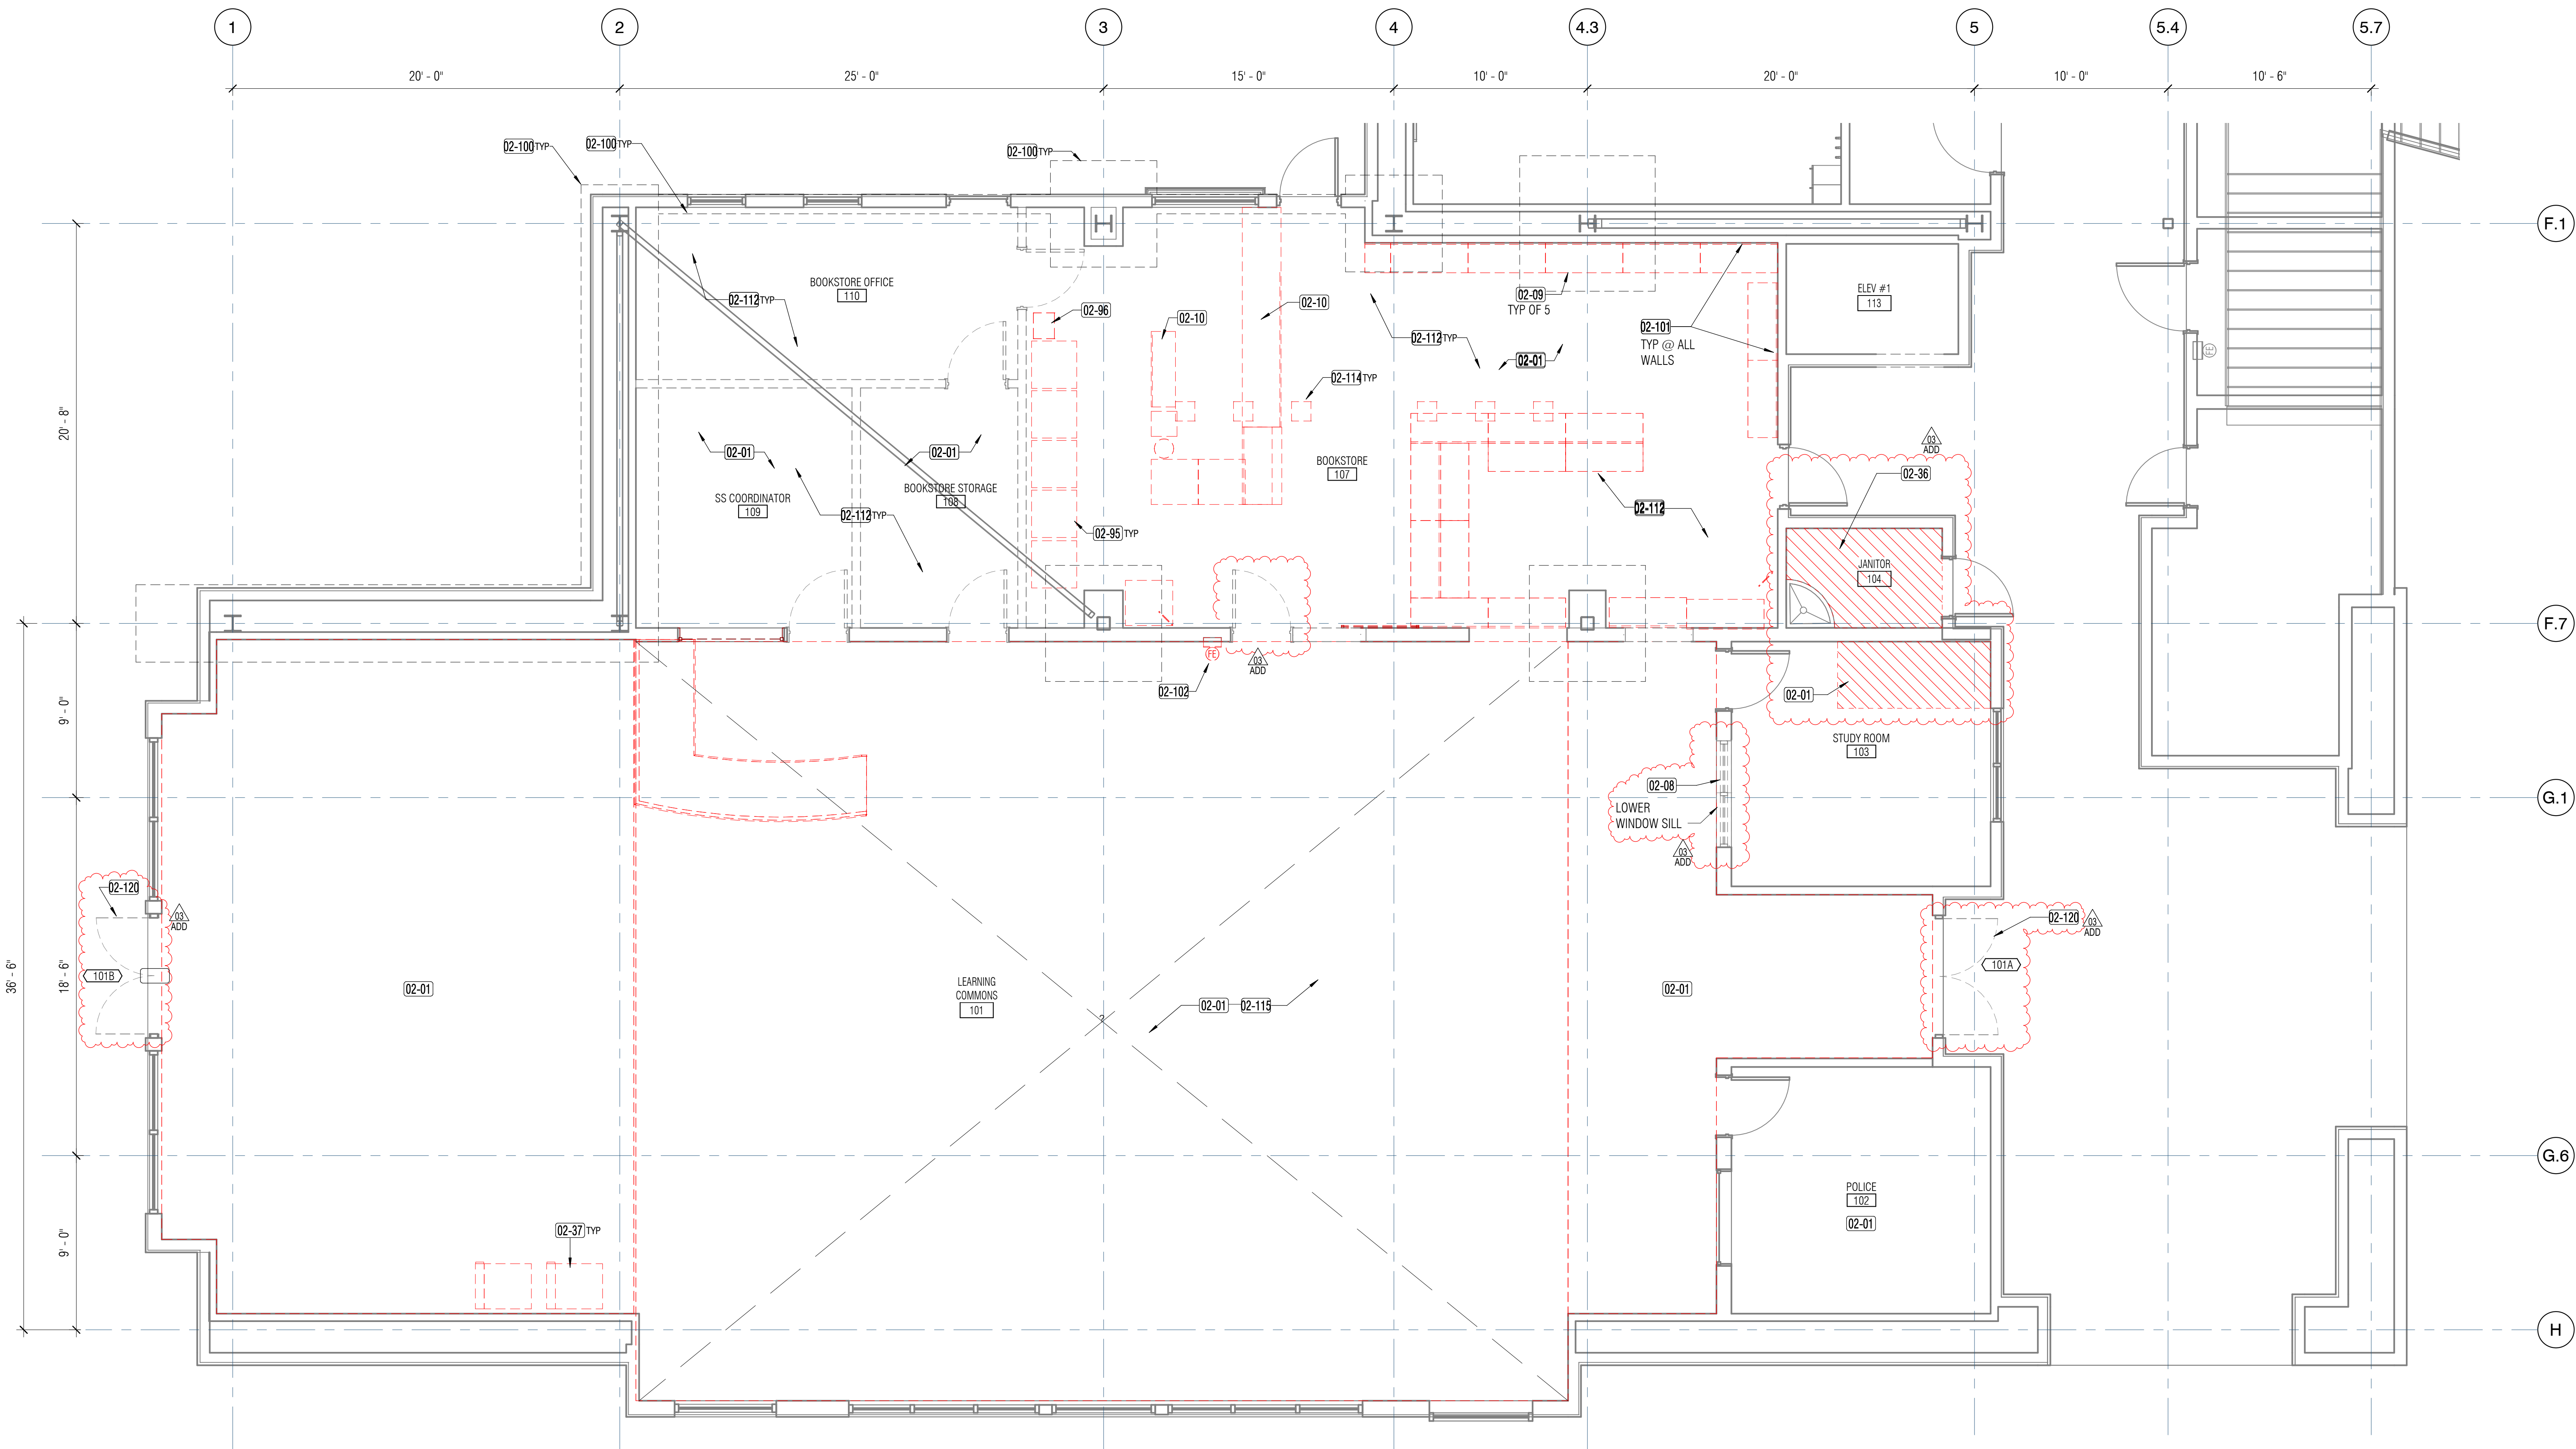 1
2
3
4
4.3
5
5.4
5.7
20' - 0"
25' - 0"
15' - 0"
10' - 0"
20' - 0"
10' - 0"
10' - 6"
02-100 TYP
02-100 TYP
02-100 TYP
F.1
BOOKSTORE OFFICE
110
02-112 TYP
02-96
02-10
02-10
02-09
TYP OF 5
02-101
TYP @ ALL
WALLS
ELEV #1
113
02-112 TYP
02-01
FE
02-114 TYP
20' - 8"
02-01
02-01
SS COORDINATOR
109
BOOKSTORE STORAGE
108
BOOKSTORE
107
03
ADD
02-36
02-112 TYP
02-95 TYP
02-112
JANITOR
104
F.7
FE
03
ADD
02-102
02-01
9' - 0"
STUDY ROOM
103
02-08
LOWER
WINDOW SILL
G.1
03
ADD
02-120
03
ADD
101B
36' - 6"
18' - 6"
02-01
LEARNING
COMMONS
101
02-01
02-115
?
02-01
02-120
03
ADD
101A
G.6
POLICE
102
02-01
9' - 0"
02-37 TYP
H